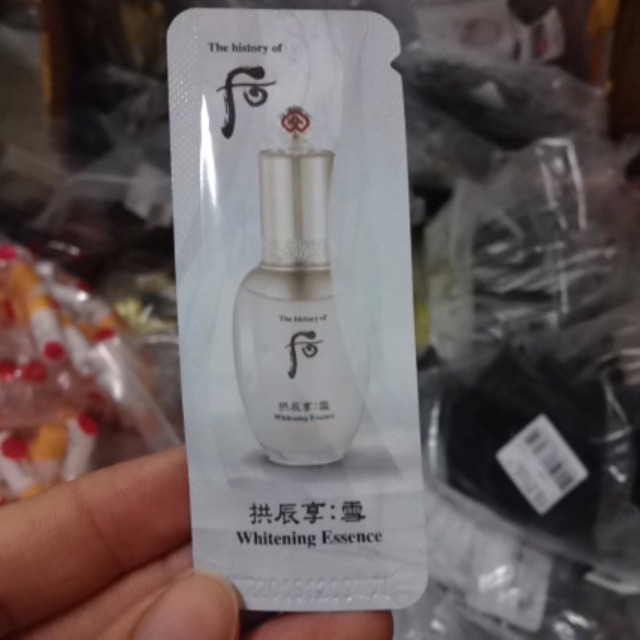 The history of
后
The history of
后
拱辰享:雪
Whitening Essence
拱辰享:雪
Whitening Essence